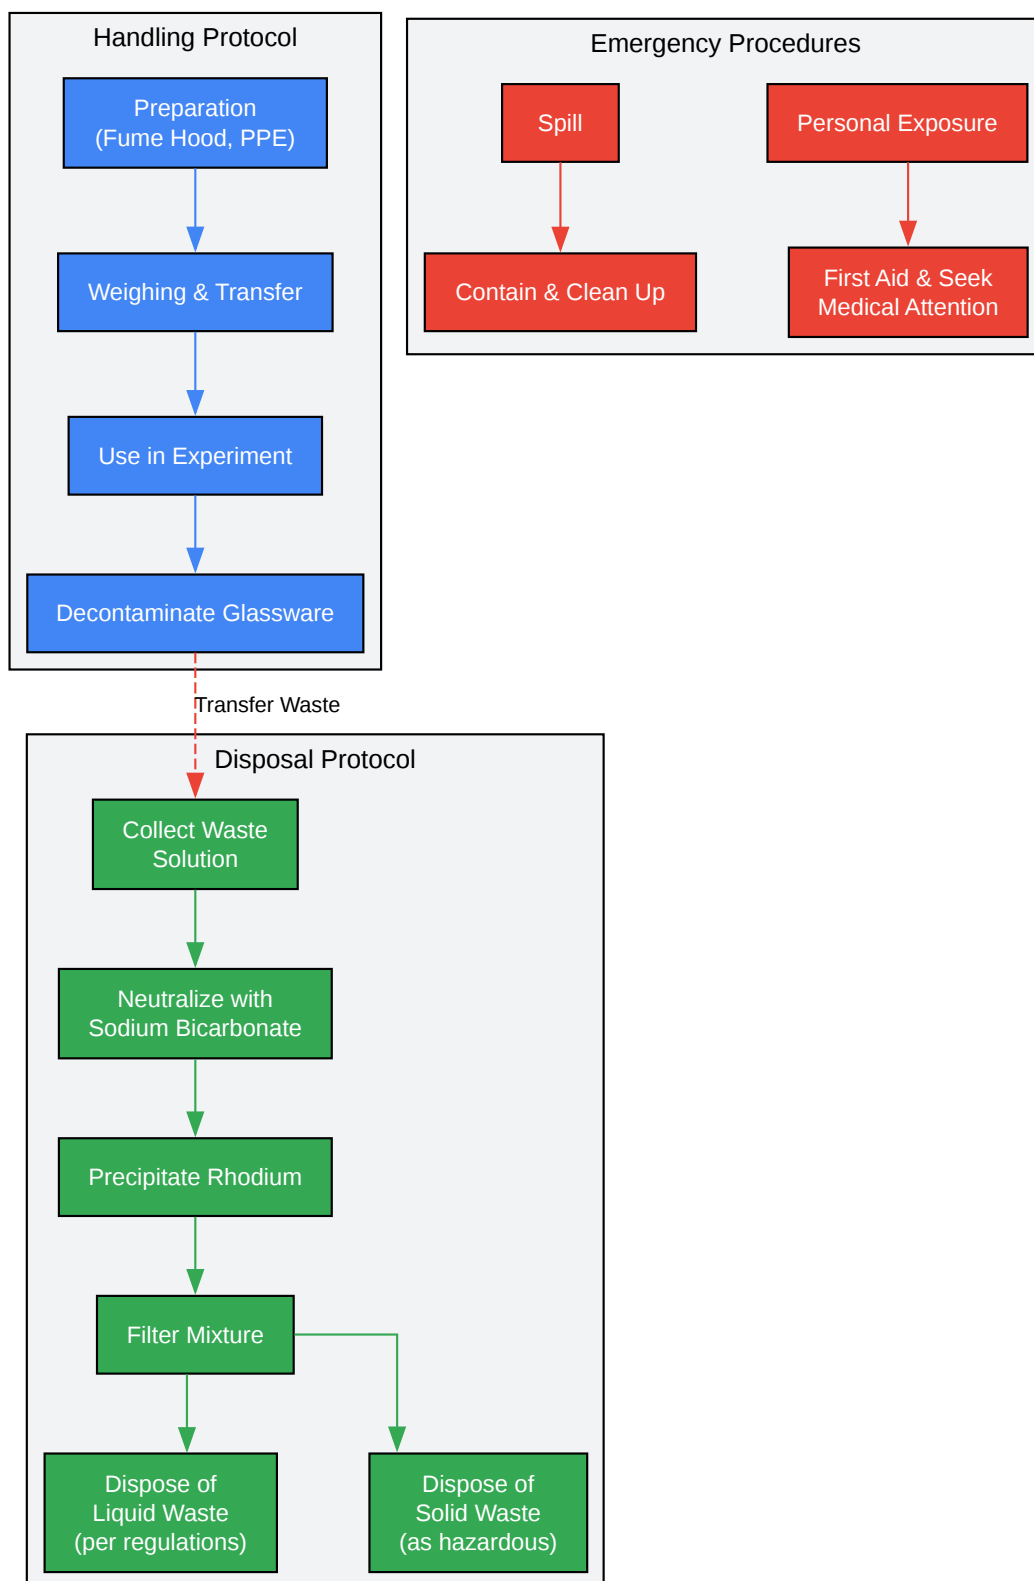 Handling Protocol
Preparation
(Fume Hood, PPE)
Weighing & Transfer
Use in Experiment
Decontaminate Glassware
Transfer Waste
Emergency Procedures
Spill
Contain & Clean Up
Personal Exposure
First Aid & Seek
Medical Attention
Disposal Protocol
Collect Waste
Solution
Neutralize with
Sodium Bicarbonate
Precipitate Rhodium
Filter Mixture
Dispose of
Liquid Waste
(per regulations)
Dispose of
Solid Waste
(as hazardous)